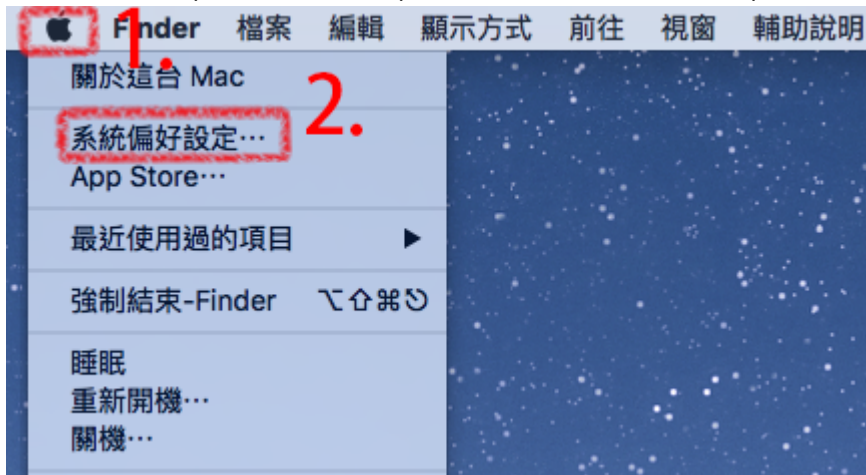 Finder 檔案 編輯 顯示方式 前往 視窗 輔助說明
1.
關於這台 Mac
2.
系統偏好設定⋯
App Store⋯
最近使用過的項目 ▶
強制結束-Finder ⌥⇧⌘⎋
睡眠
重新開機⋯
關機⋯